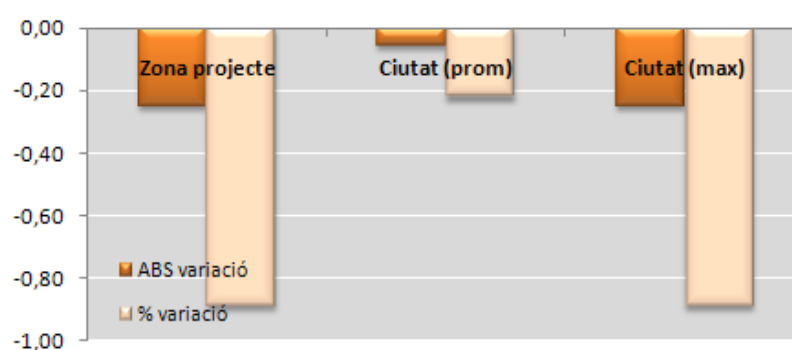 0,00
Zona projecte Ciutat (prom) Ciutat (max)
-0,20
-0,40
-0,60
-0,80
-1,00
ABS variació
% variació